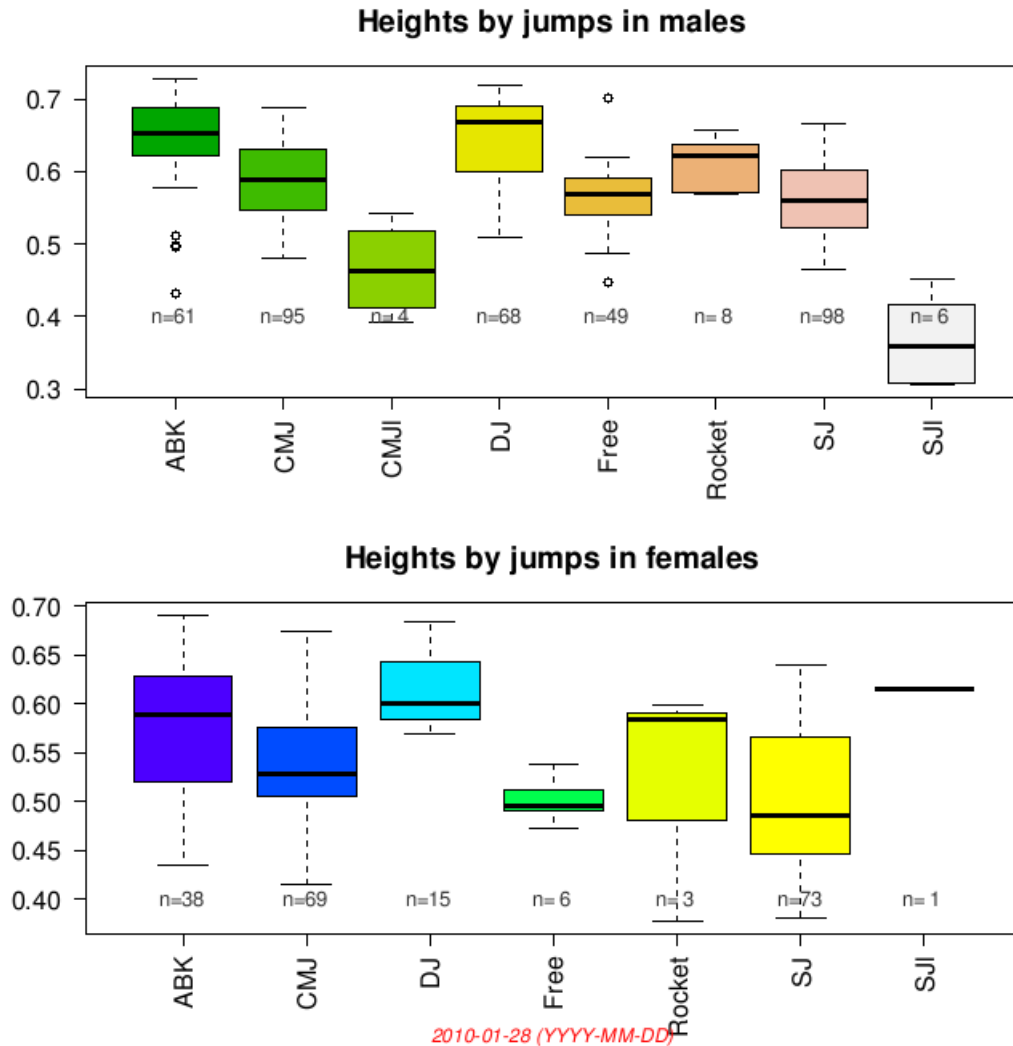 Heights by jumps in males
0.7
0.6
0.5
0.4
0.3
n=61 n=95 n= 4 n=68 n=49 n= 8 n=98 n= 6
ABK CMJ CMJl DJ Free Rocket SJ SJl
Heights by jumps in females
0.70
0.65
0.60
0.55
0.50
0.45
0.40
n=38 n=69 n=15 n= 6 n= 3 n=73 n= 1
ABK CMJ DJ Free Rocket SJ SJl
2010-01-28 (YYYY-MM-DD)